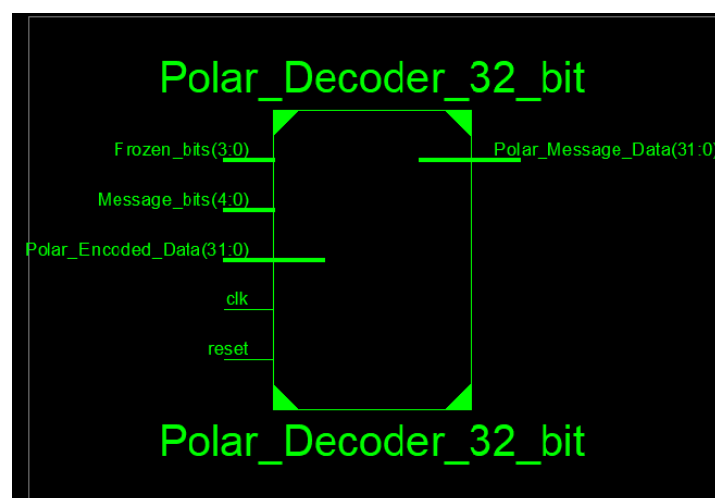 Polar_Decoder_32_bit
Frozen_bits(3:0)
Polar_Message_Data(31:0)
Message_bits(4:0)
Polar_Encoded_Data(31:0)
clk
reset
Polar_Decoder_32_bit